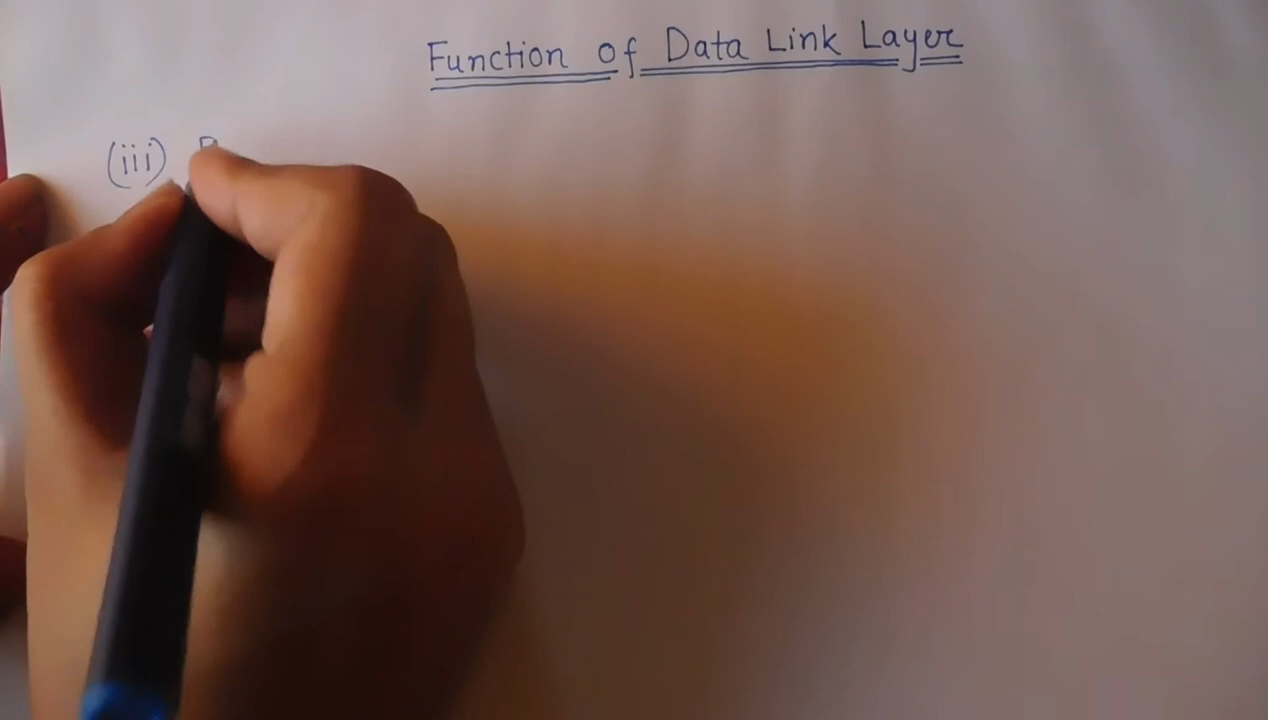 Function of Data Link Layer
(iii)